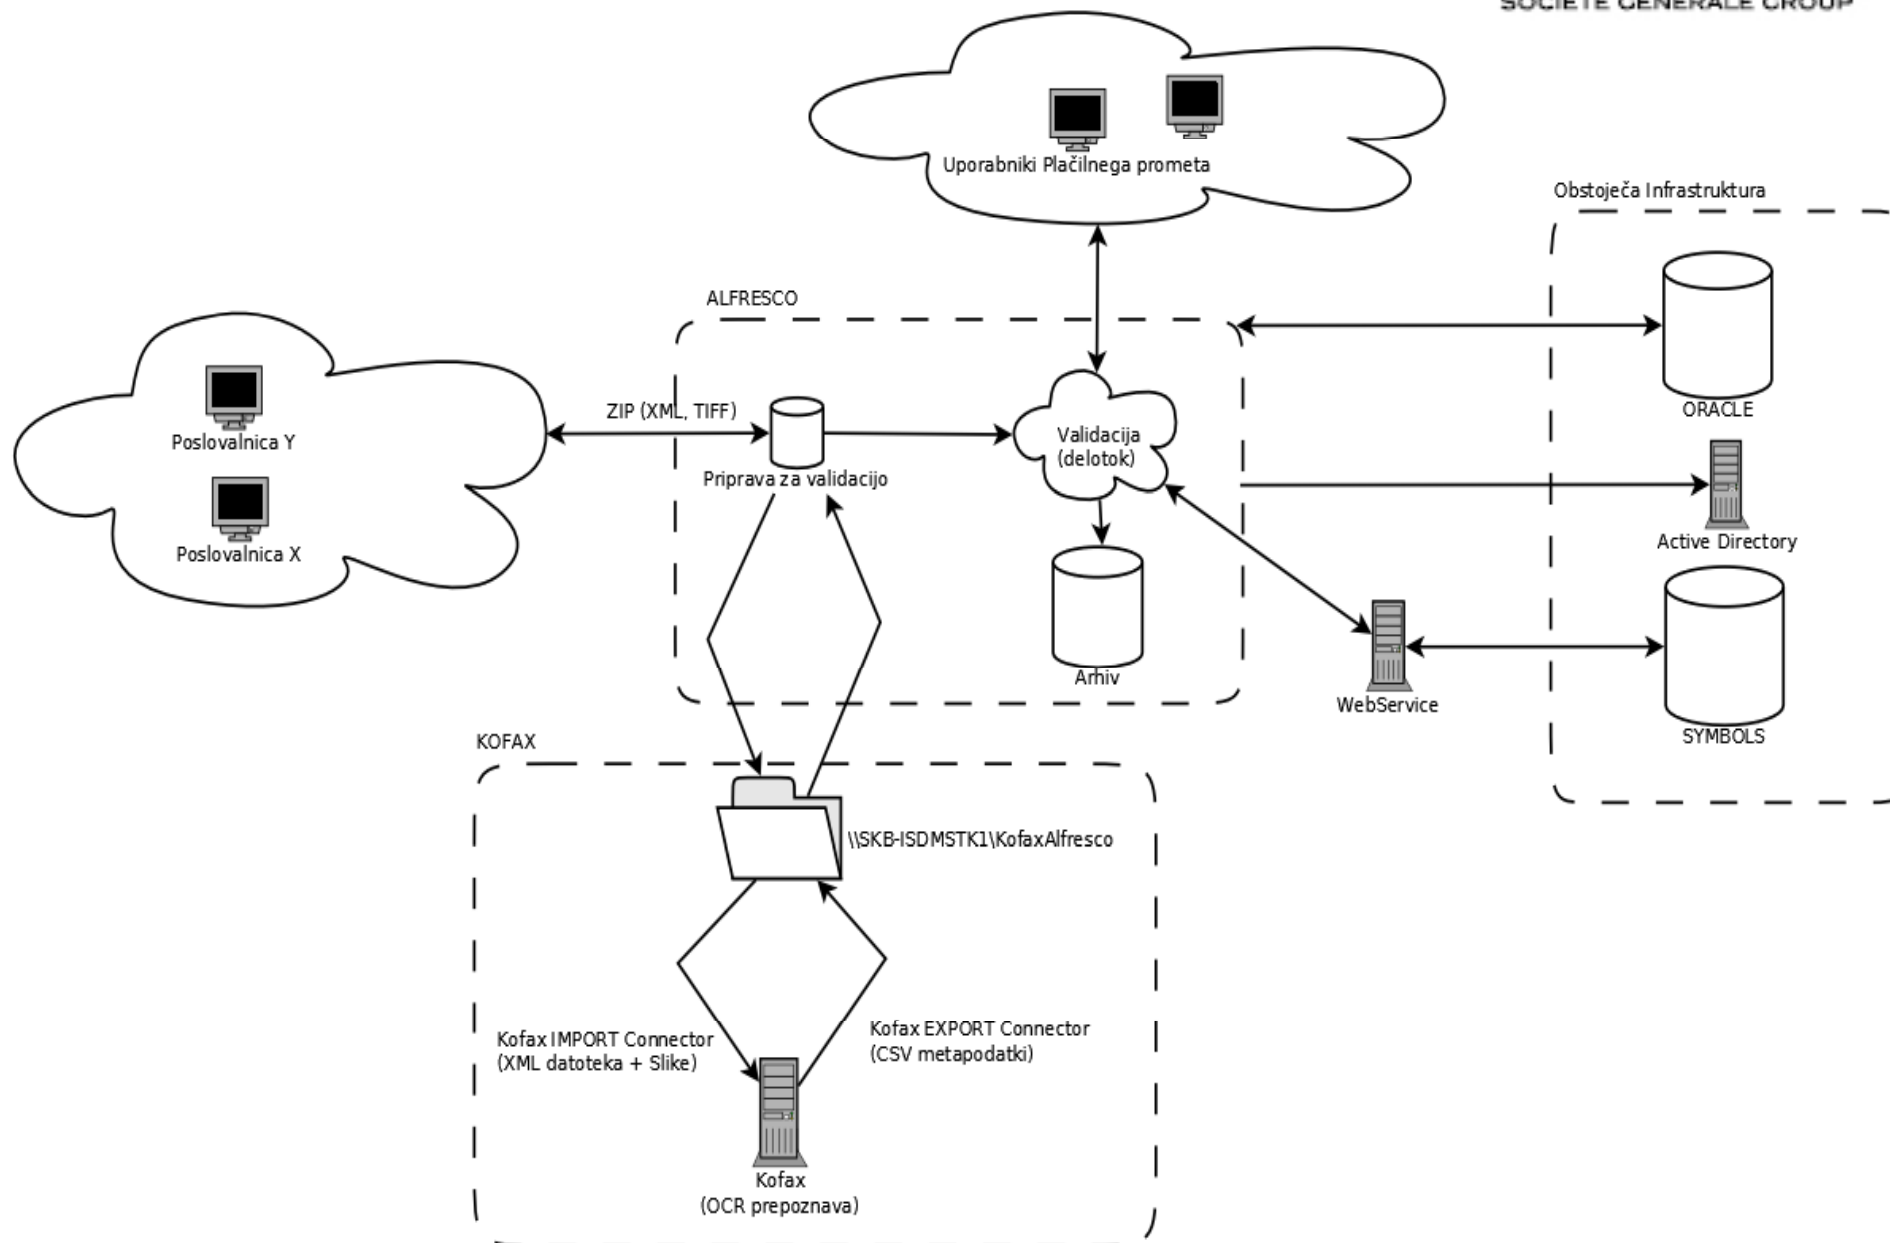 SOCIETE GENERALE GROUP
Uporabniki Plačilnega prometa
Obstoječa Infrastruktura
ALFRESCO
ORACLE
ZIP (XML, TIFF)
Poslovalnica Y
Validacija
(delotok)
Priprava za validacijo
Poslovalnica X
Active Directory
Arhiv
WebService
SYMBOLS
KOFAX
\\SKB-ISDMSTK1\KofaxAlfresco
Kofax IMPORT Connector
(XML datoteka + Slike)
Kofax EXPORT Connector
(CSV metapodatki)
Kofax
(OCR prepoznava)